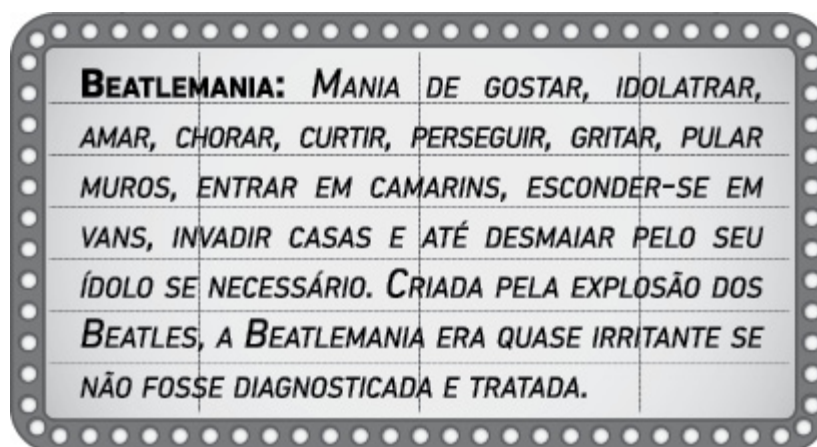 BEATLEMANIA: MANIA DE GOSTAR, IDOLATRAR,
AMAR, CHORAR, CURTIR, PERSEGUIR, GRITAR, PULAR
MUROS, ENTRAR EM CAMARINS, ESCONDER-SE EM
VANS, INVADIR CASAS E ATÉ DESMAIAR PELO SEU
ÍDOLO SE NECESSÁRIO. CRIADA PELA EXPLOSÃO DOS
BEATLES, A BEATLEMANIA ERA QUASE IRRITANTE SE
NÃO FOSSE DIAGNOSTICADA E TRATADA.